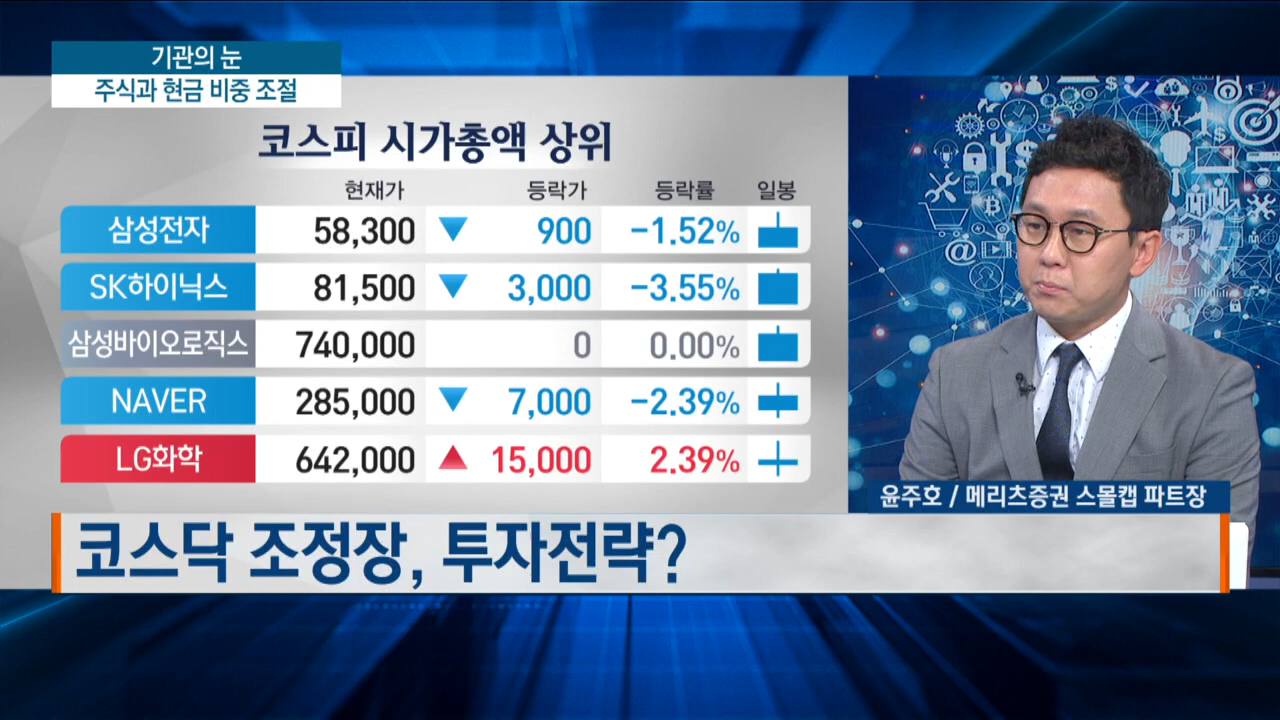 기관의 눈
주식과 현금 비중 조절
코스피 시가총액 상위
현재가 등락가 등락률 일봉
삼성전자 58,300 ▼ 900 -1.52%
SK하이닉스 81,500 ▼ 3,000 -3.55%
삼성바이오로직스 740,000 0 0.00%
NAVER 285,000 ▼ 7,000 -2.39%
LG화학 642,000 ▲ 15,000 2.39%
윤주호 / 메리츠증권 스몰캡 파트장
코스닥 조정장, 투자전략?